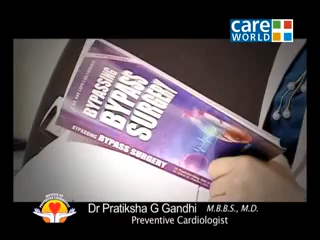 care
WORLD
BYPASSING
BYPASS
SURGERY
BYPASSING BYPASS SURGERY
Dr Pratiksha G Gandhi M.B.B.S., M.D.
Preventive Cardiologist